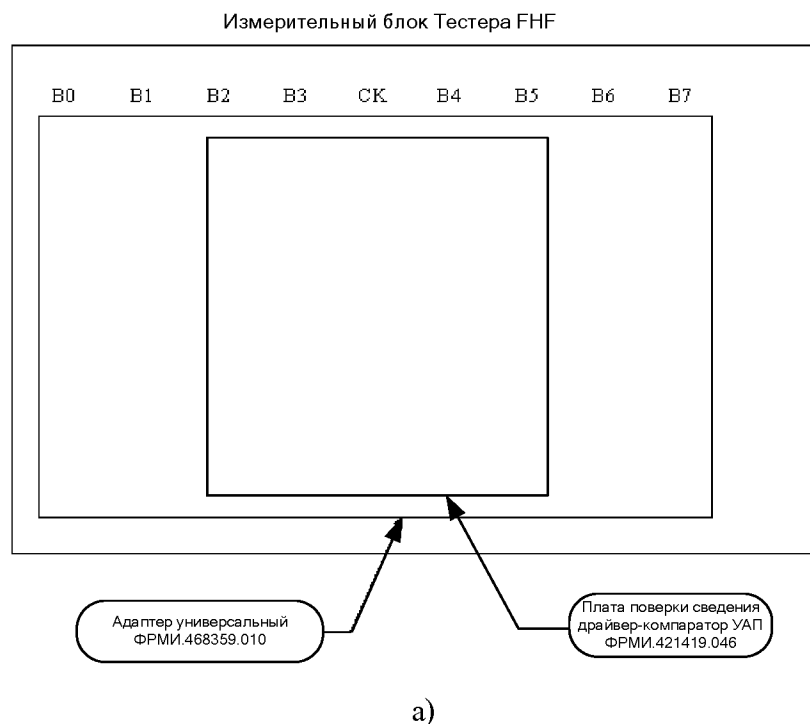 Измерительный блок Тестера FHF
B0 B1 B2 B3 CK B4 B5 B6 B7
Адаптер универсальный
ФРМИ.468359.010
Плата поверки сведения
драйвер-компаратор УАП
ФРМИ.421419.046
а)